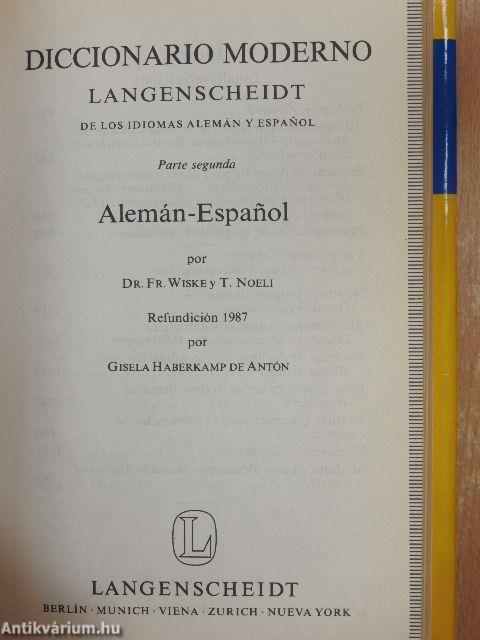 DICCIONARIO MODERNO
LANGENSCHEIDT
DE LOS IDIOMAS ALEMÁN Y ESPAÑOL
Parte segunda
Alemán-Español
por
DR. FR. WISKE y T. NOELI
Refundición 1987
por
GISELA HABERKAMP DE ANTÓN
L
LANGENSCHEIDT
BERLÍN · MUNICH · VIENA · ZURICH · NUEVA YORK
Antikvárium.hu